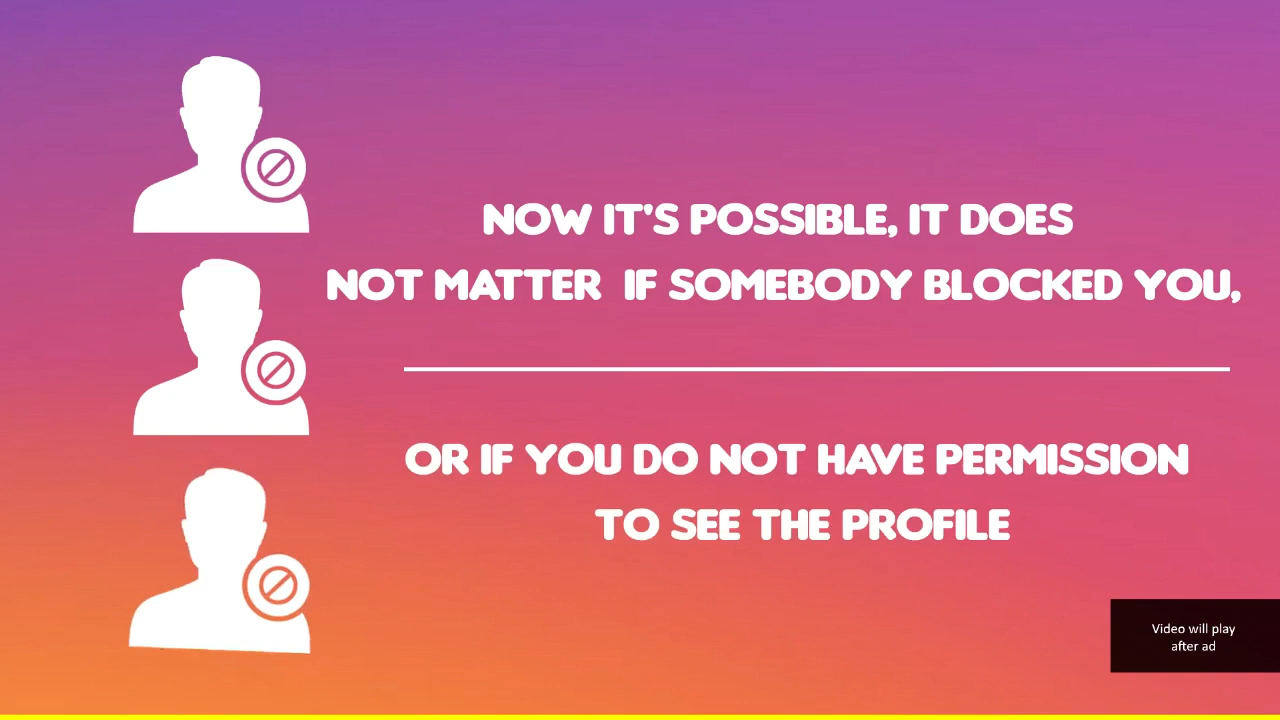 NOW IT'S POSSIBLE, IT DOES
NOT MATTER IF SOMEBODY BLOCKED YOU,
OR IF YOU DO NOT HAVE PERMISSION
TO SEE THE PROFILE
Video will play
after ad